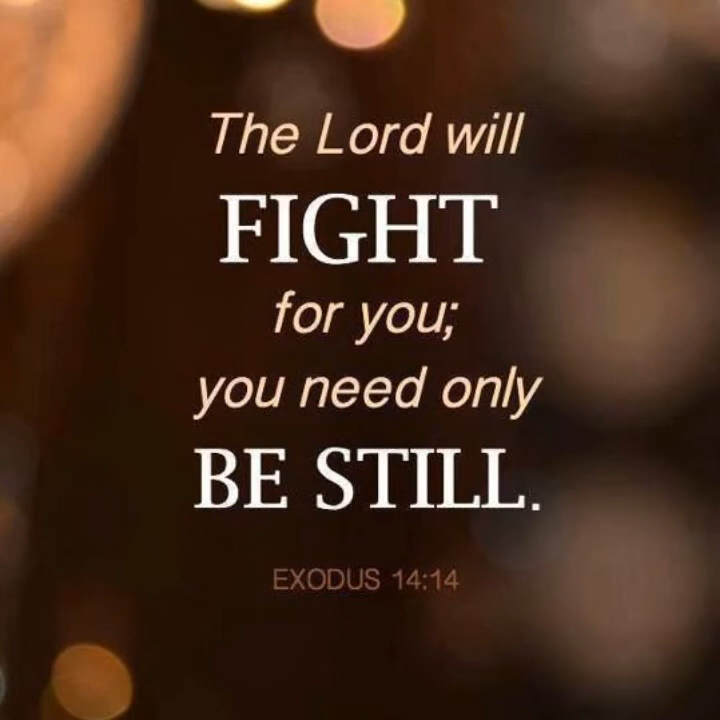 The Lord will
FIGHT
for you;
you need only
BE STILL.
EXODUS 14:14